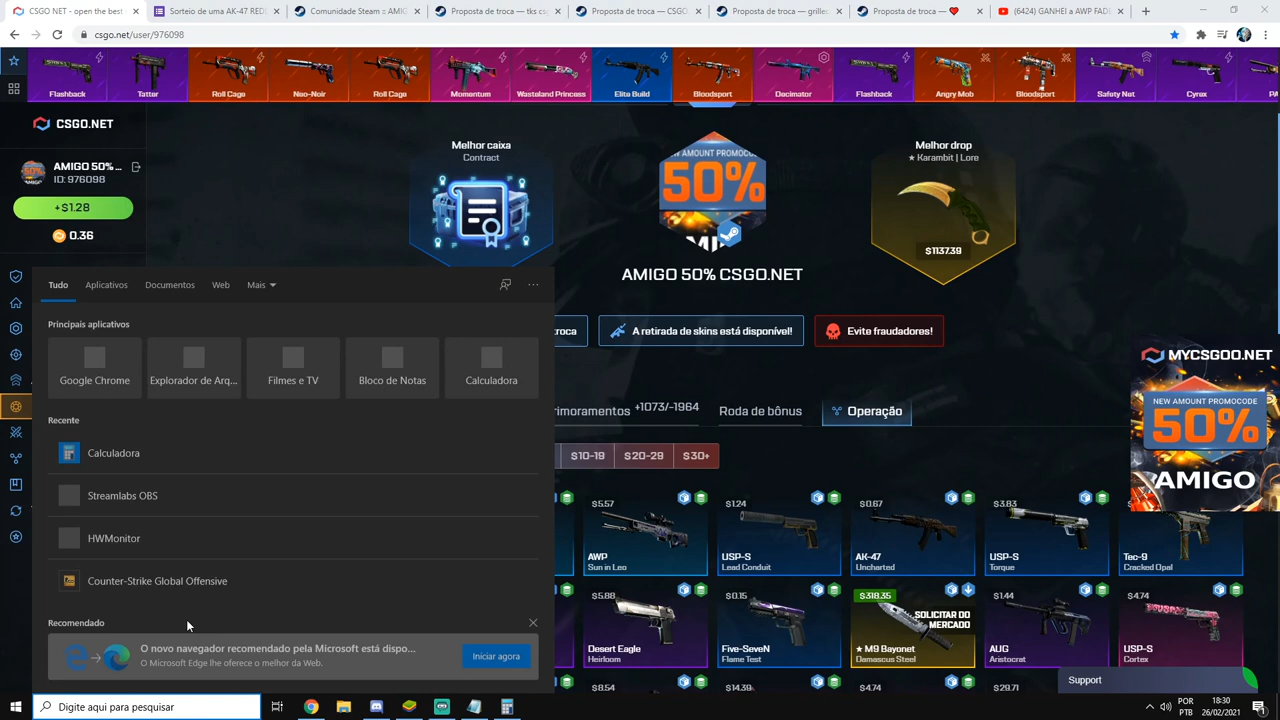 CSGO NET - open the best
Sorteio de uma AK-47 RED
Comunidade Steam :: AMIG
Proposta de troca — tks cs
Proposta de troca — CSGO.
Proposta de troca — grilled
Proposta de troca — ❤
(6424) GANHEI a AWP FADE
csgo.net/user/976098
Flashback
Tatter
Roll Cage
Neo-Noir
Roll Cage
Momentum
Wasteland Princess
Elite Build
Bloodsport
Decimator
Flashback
Angry Mob
Bloodsport
Safety Net
Cyrex
PA
CSGO.NET
AMIGO 50% ...
ID: 976098
+$1.28
0.36
Melhor caixa
Contract
50%
AMIGO 50% CSGO.NET
Melhor drop
★ Karambit | Lore
$1137.39
Tudo
Aplicativos
Documentos
Web
Mais
Principais aplicativos
Google Chrome
Explorador de Arq...
Filmes e TV
Bloco de Notas
Calculadora
Recente
Calculadora
Streamlabs OBS
HWMonitor
Counter-Strike Global Offensive
Recomendado
O novo navegador recomendado pela Microsoft está dispo...
O Microsoft Edge lhe oferece o melhor da Web.
Iniciar agora
troca
A retirada de skins está disponível!
Evite fraudadores!
rimoramentos +1073/-1964
Roda de bônus
Operação
$10-19
$20-29
$30+
MYCSGOO.NET
NEW AMOUNT PROMOCODE
50%
AMIGO
$5.57
AWP
Sun in Leo
$1.24
USP-S
Lead Conduit
$0.67
AK-47
Uncharted
$3.83
USP-S
Torque
Tec-9
Cracked Opal
$5.88
Desert Eagle
Heirloom
$0.15
Five-SeveN
Flame Test
$318.35
SOLICITAR DO
MERCADO
★ M9 Bayonet
Damascus Steel
$1.44
AUG
Aristocrat
$4.74
USP-S
Cortex
$8.54
$14.39
$4.74
$29.71
Support
Digite aqui para pesquisar
POR
PTB
18:30
26/02/2021